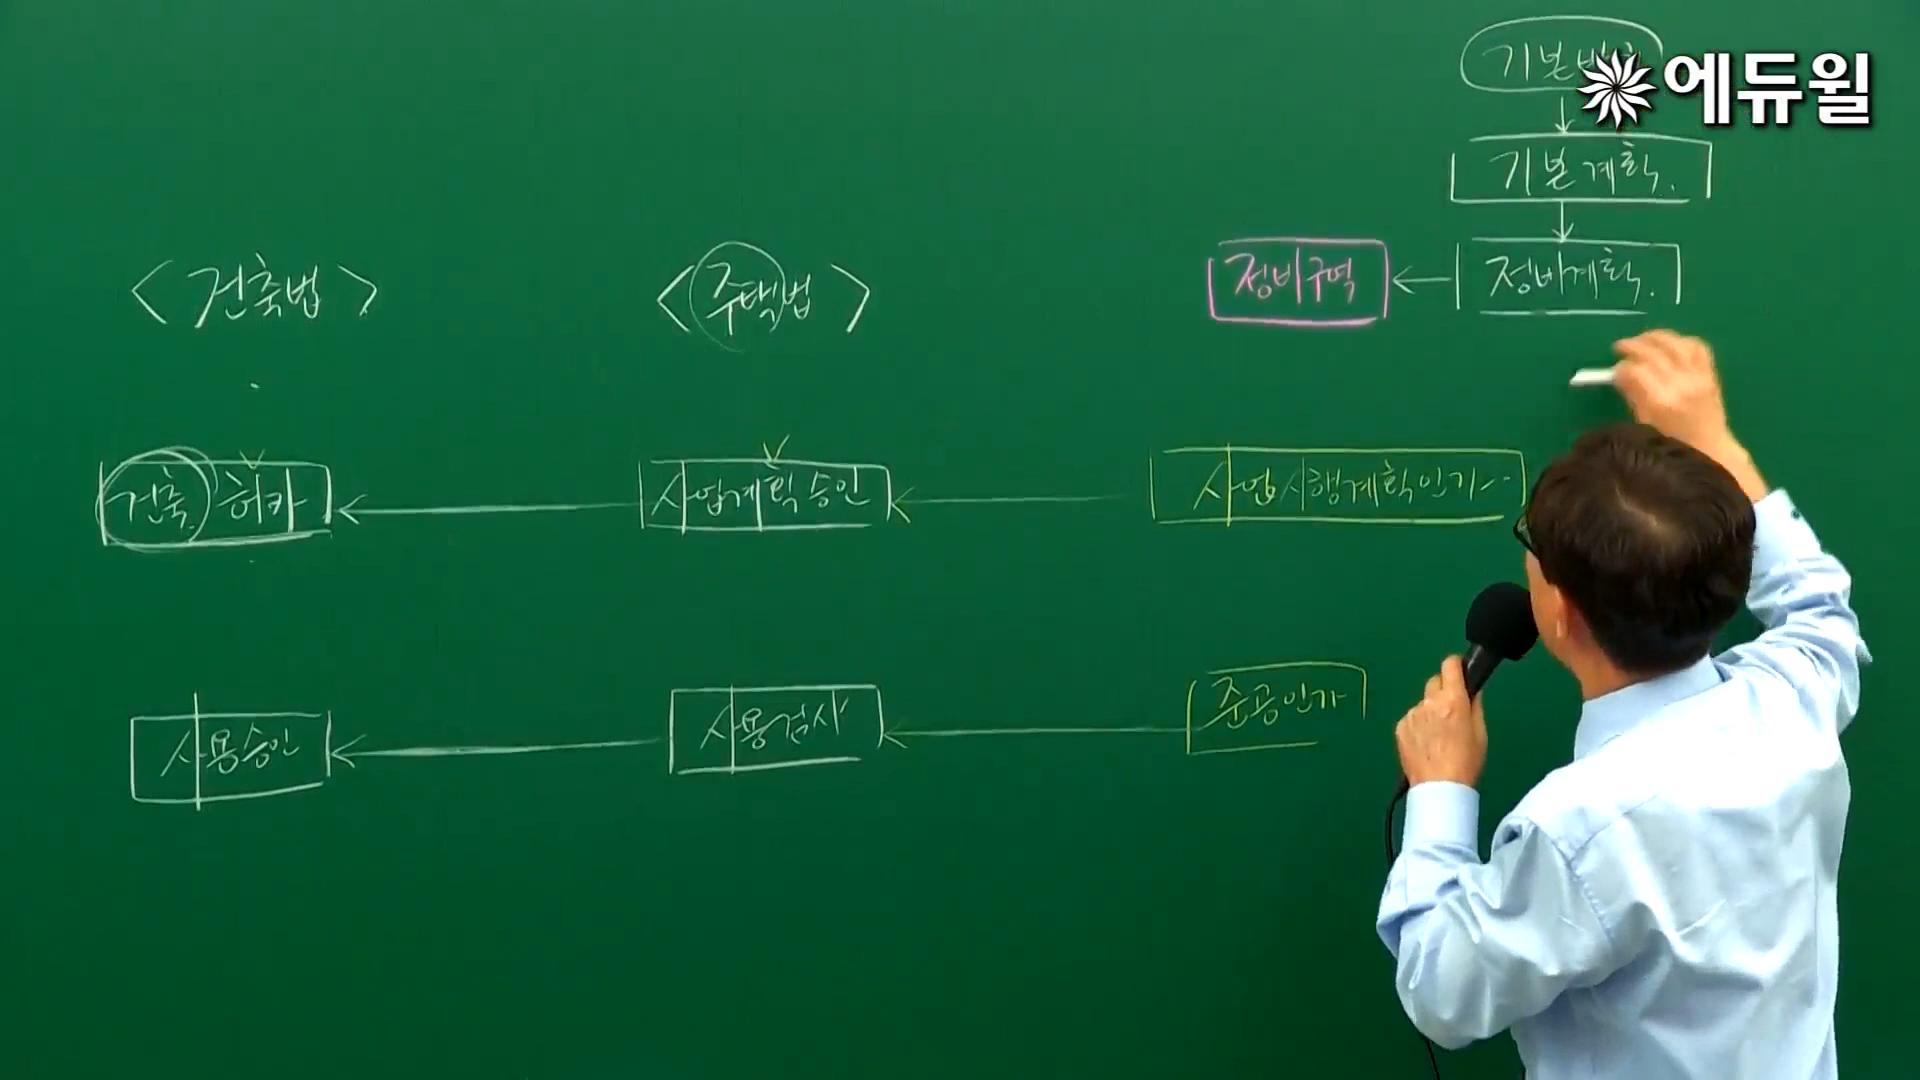 기본방침
에듀윌
기본계획.
정비구역
정비계획.
<건축법>
<주택법>
건축허가
사업계획승인
사업시행계획인가
사용승인
사용검사
준공인가